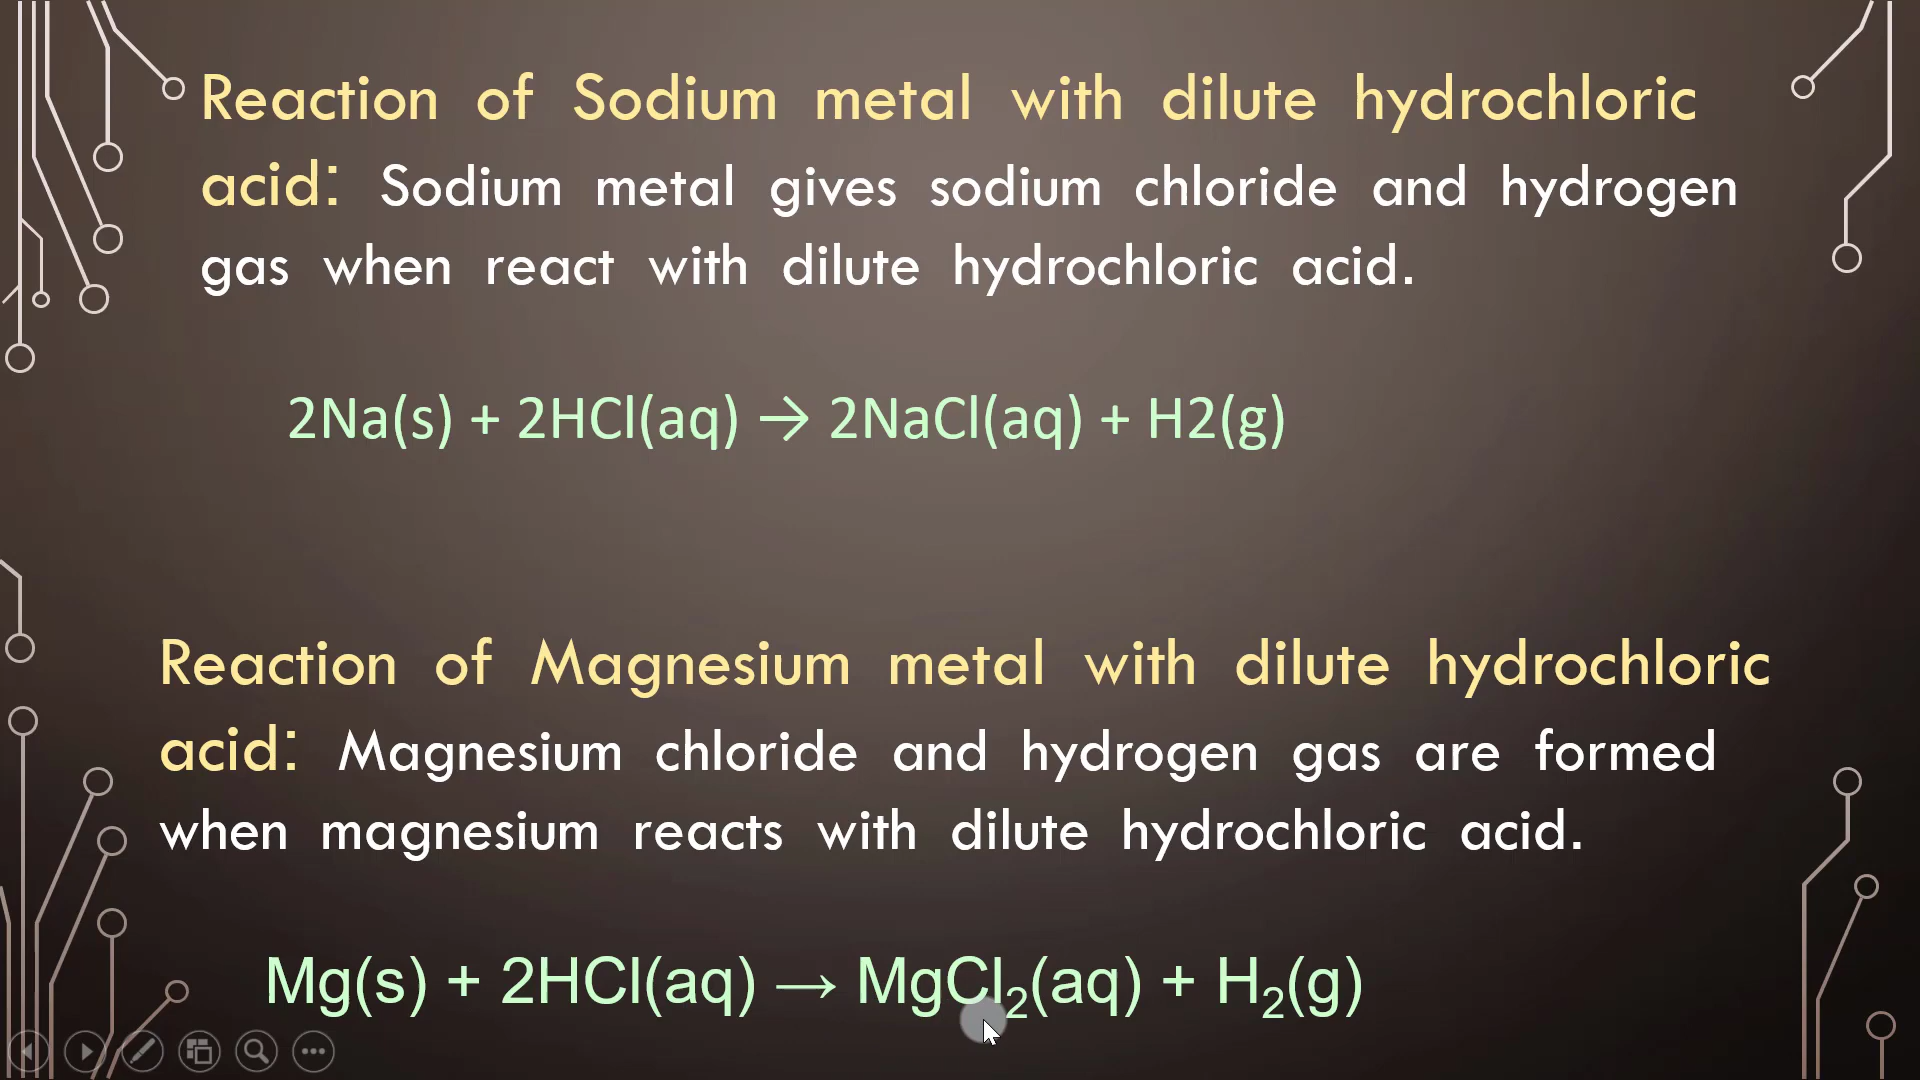 Reaction of Sodium metal with dilute hydrochloric
acid: Sodium metal gives sodium chloride and hydrogen
gas when react with dilute hydrochloric acid.
2Na(s) + 2HCl(aq) → 2NaCl(aq) + H2(g)
Reaction of Magnesium metal with dilute hydrochloric
acid: Magnesium chloride and hydrogen gas are formed
when magnesium reacts with dilute hydrochloric acid.
Mg(s) + 2HCl(aq) → MgCl₂(aq) + H₂(g)